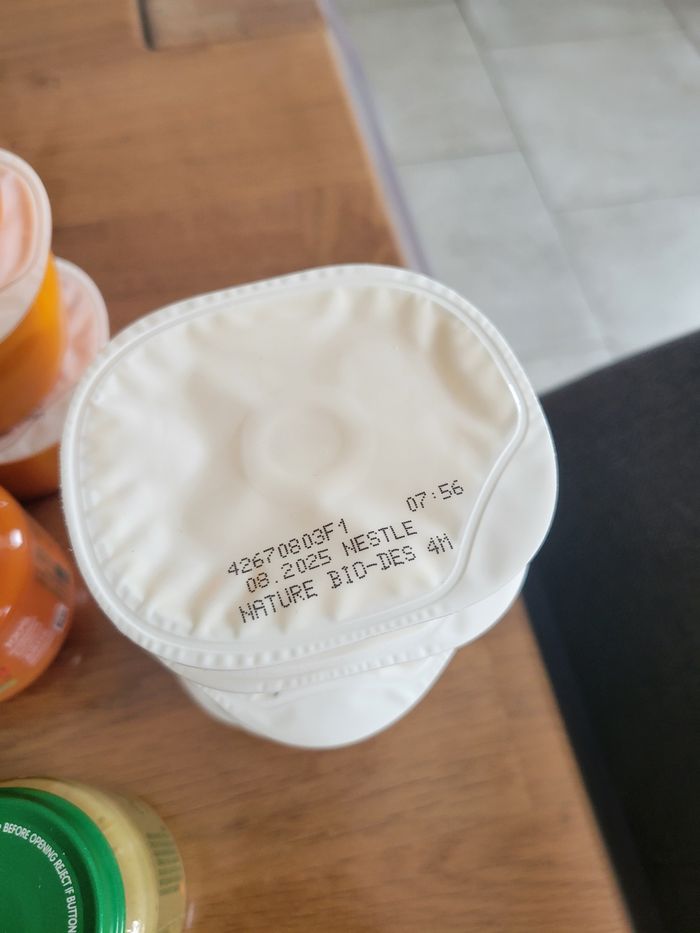 42670803F1 07:56
08.2025 NESTLE
NATURE BIO-DES 4M
BEFORE OPENING REJECT IF BUTTON